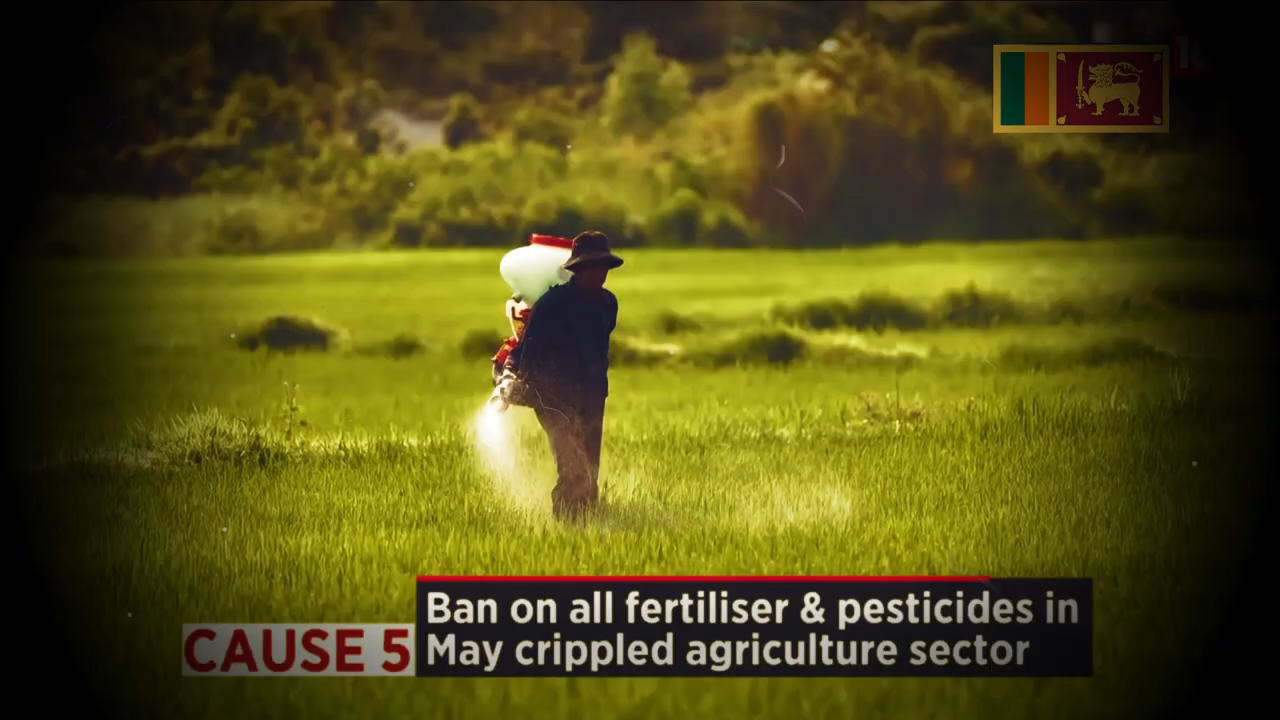 CAUSE 5
Ban on all fertiliser & pesticides in
May crippled agriculture sector